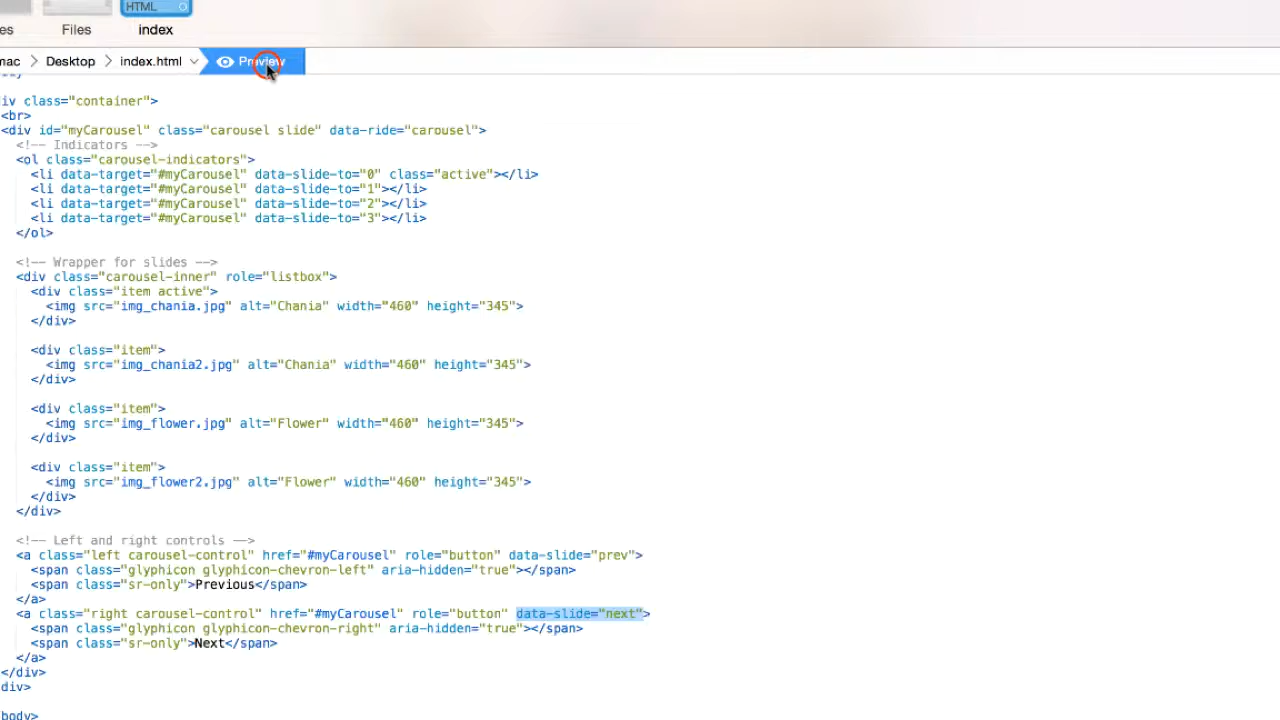 HTML
es Files index
mac Desktop index.html Preview
iv class="container">
<br>
<div id="myCarousel" class="carousel slide" data-ride="carousel">
<!-- Indicators -->
<ol class="carousel-indicators">
<li data-target="#myCarousel" data-slide-to="0" class="active"></li>
<li data-target="#myCarousel" data-slide-to="1"></li>
<li data-target="#myCarousel" data-slide-to="2"></li>
<li data-target="#myCarousel" data-slide-to="3"></li>
</ol>
<!-- Wrapper for slides -->
<div class="carousel-inner" role="listbox">
<div class="item active">
<img src="img_chania.jpg" alt="Chania" width="460" height="345">
</div>
<div class="item">
<img src="img_chania2.jpg" alt="Chania" width="460" height="345">
</div>
<div class="item">
<img src="img_flower.jpg" alt="Flower" width="460" height="345">
</div>
<div class="item">
<img src="img_flower2.jpg" alt="Flower" width="460" height="345">
</div>
</div>
<!-- Left and right controls -->
<a class="left carousel-control" href="#myCarousel" role="button" data-slide="prev">
<span class="glyphicon glyphicon-chevron-left" aria-hidden="true"></span>
<span class="sr-only">Previous</span>
</a>
<a class="right carousel-control" href="#myCarousel" role="button" data-slide="next">
<span class="glyphicon glyphicon-chevron-right" aria-hidden="true"></span>
<span class="sr-only">Next</span>
</a>
</div>
div>
body>